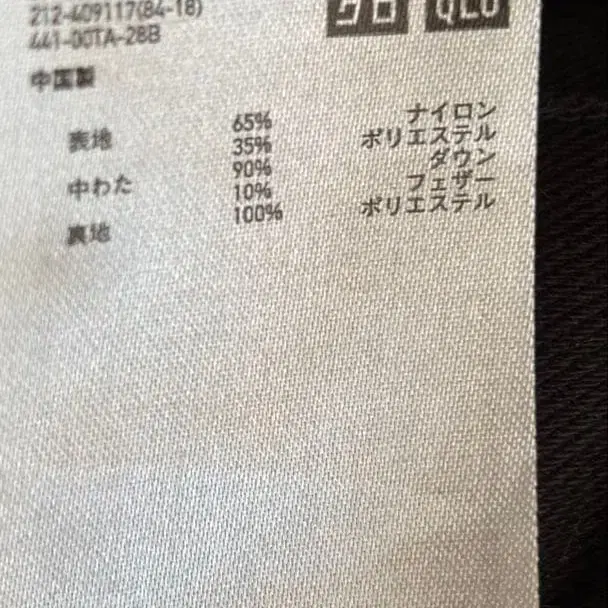 212-409117(84-18)
441-00TA-28B
中国製
表地 65% ナイロン
35% ポリエステル
中わた 90% ダウン
10% フェザー
裏地 100% ポリエステル